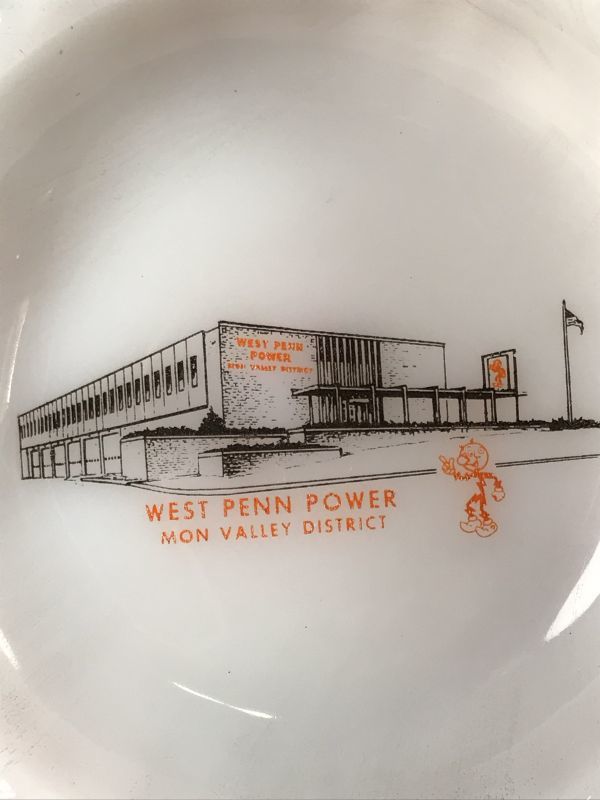 WEST PENN
POWER
MON VALLEY DISTRICT
WEST PENN POWER
MON VALLEY DISTRICT